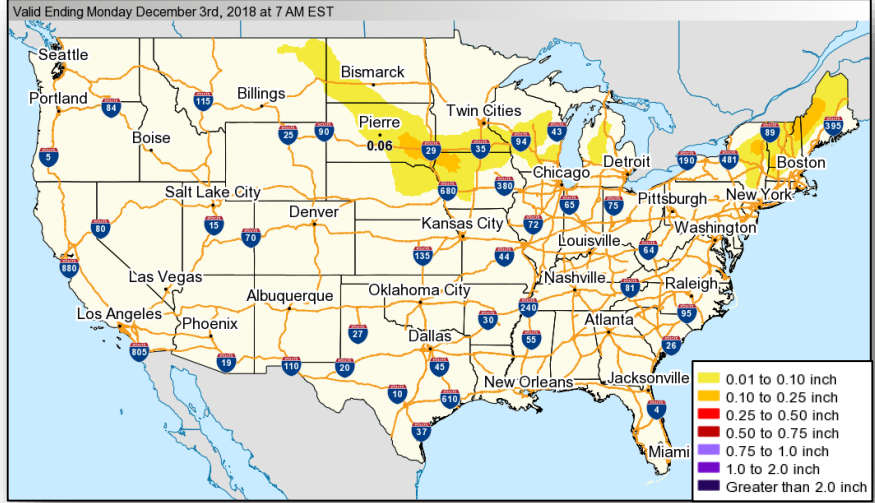 Valid Ending Monday December 3rd, 2018 at 7 AM EST
Seattle
Bismarck
Billings
Portland
84
115
Twin Cities
Pierre
25
90
0.06
43
94
89
395
Boise
5
29
35
190
481
Detroit
Boston
Chicago
Salt Lake City
680
380
65
75
Pittsburgh
New York
Denver
80
15
70
Kansas City
72
Washington
Louisville
64
880
135
44
Las Vegas
Nashville
81
Raleigh
Albuquerque
Oklahoma City
240
95
Los Angeles
Phoenix
30
Atlanta
27
Dallas
55
26
805
19
110
20
45
New Orleans
Jacksonville
10
610
4
37
Miami
0.01 to 0.10 inch
0.10 to 0.25 inch
0.25 to 0.50 inch
0.50 to 0.75 inch
0.75 to 1.0 inch
1.0 to 2.0 inch
Greater than 2.0 inch